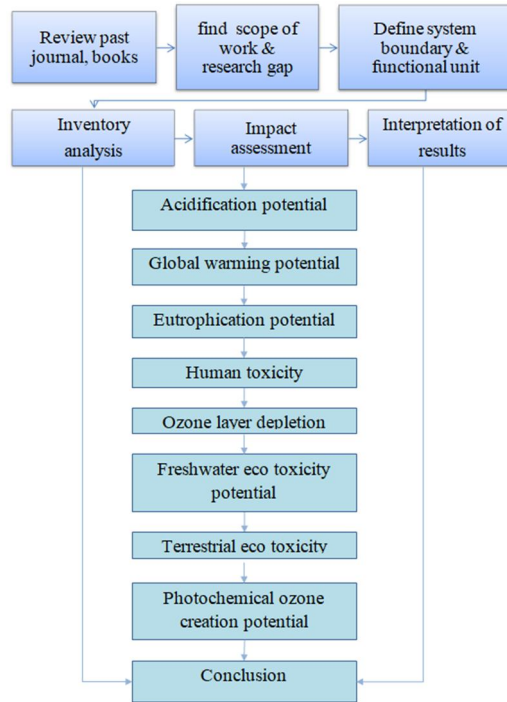 Review past
journal, books
find scope of
work &
research gap
Define system
boundary &
functional unit
Inventory
analysis
Impact
assessment
Interpretation of
results
Acidification potential
Global warming potential
Eutrophication potential
Human toxicity
Ozone layer depletion
Freshwater eco toxicity
potential
Terrestrial eco toxicity
Photochemical ozone
creation potential
Conclusion